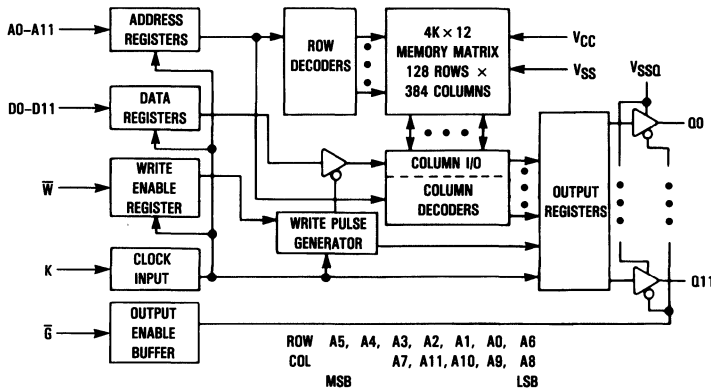 A0–A11
ADDRESS
REGISTERS
ROW
DECODERS
4K × 12
MEMORY MATRIX
128 ROWS ×
384 COLUMNS
VCC
VSS
VSSQ
D0–D11
DATA
REGISTERS
Q0
W
WRITE
ENABLE
REGISTER
COLUMN I/O
COLUMN
DECODERS
OUTPUT
REGISTERS
WRITE PULSE
GENERATOR
K
CLOCK
INPUT
Q11
G
OUTPUT
ENABLE
BUFFER
ROW A5, A4, A3, A2, A1, A0, A6
COL A7, A11, A10, A9, A8
MSB LSB